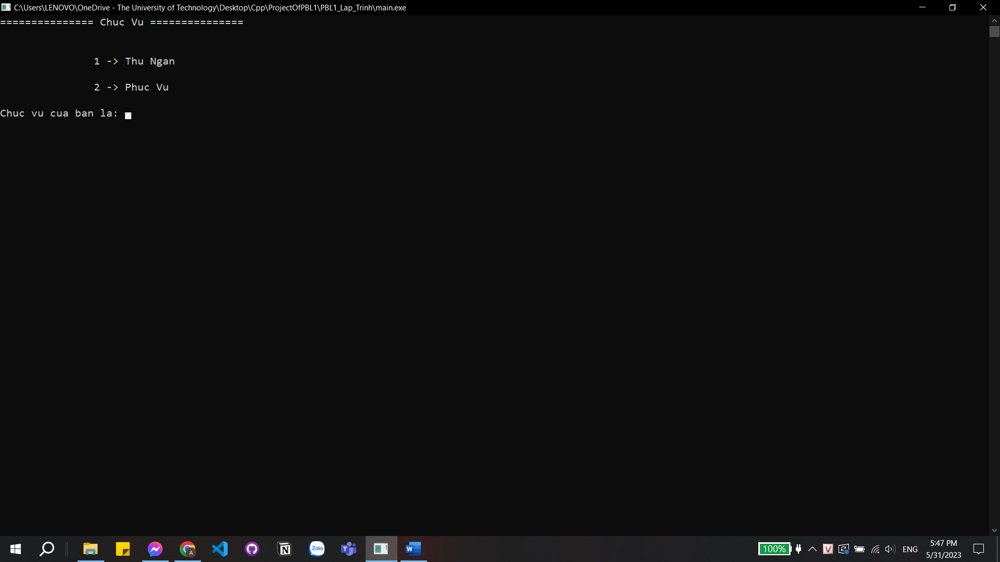 C:\Users\LENOVO\OneDrive - The University of Technology\Desktop\Cpp\ProjectOfPBL1\PBL1_Lap_Trinh\main.exe
=============== Chuc Vu ===============
1 -> Thu Ngan
2 -> Phuc Vu
Chuc vu cua ban la:
A
Zalo
T
W
100%
V
ENG
5:47 PM
5/31/2023